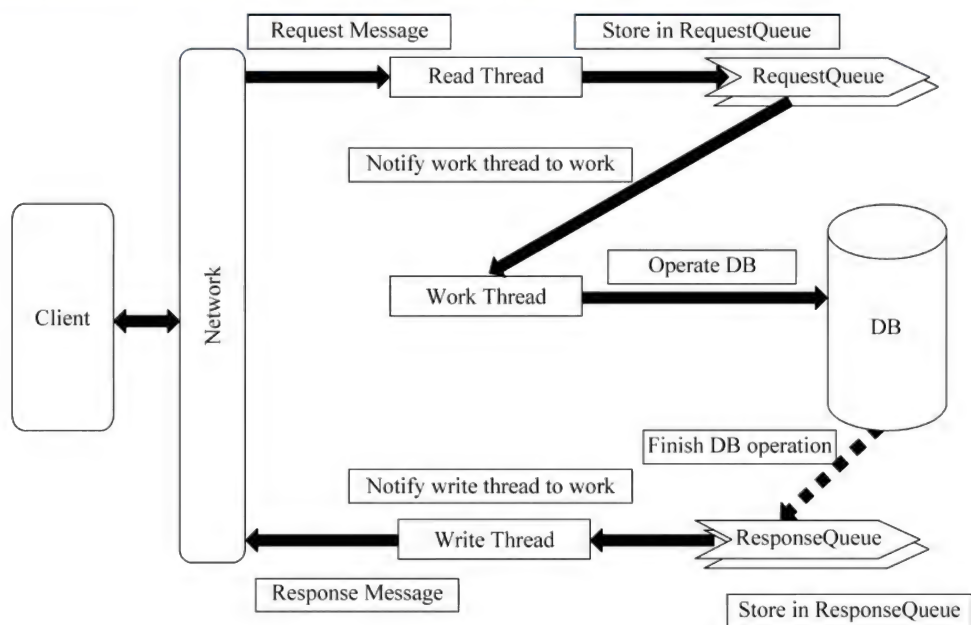 Request Message
Store in RequestQueue
Read Thread
RequestQueue
Notify work thread to work
Operate DB
Work Thread
Client
Network
DB
Finish DB operation
Notify write thread to work
Write Thread
ResponseQueue
Response Message
Store in ResponseQueue